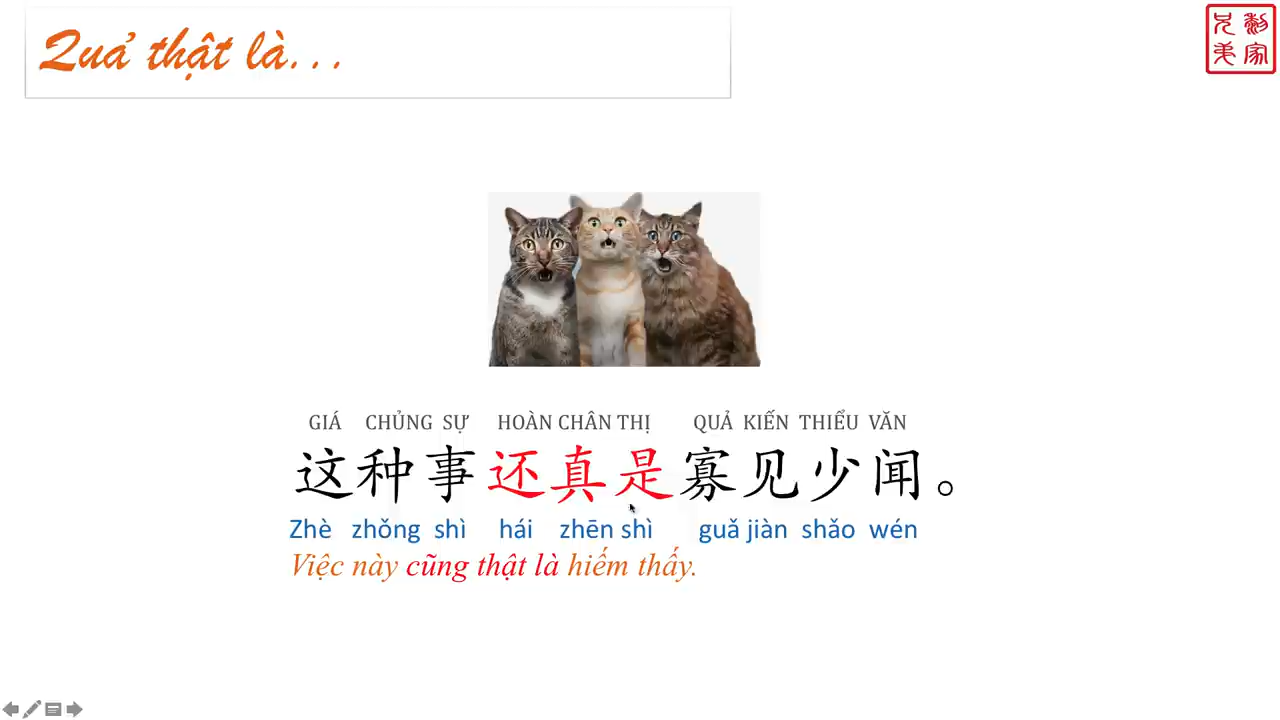 Quả thật là...
GIÁ CHỦNG SỰ HOÀN CHÂN THỊ QUẢ KIẾN THIỂU VĂN
这种事还真是寡见少闻。
Zhè zhǒng shì hái zhēn shì guǎ jiàn shǎo wén
Việc này cũng thật là hiếm thấy.